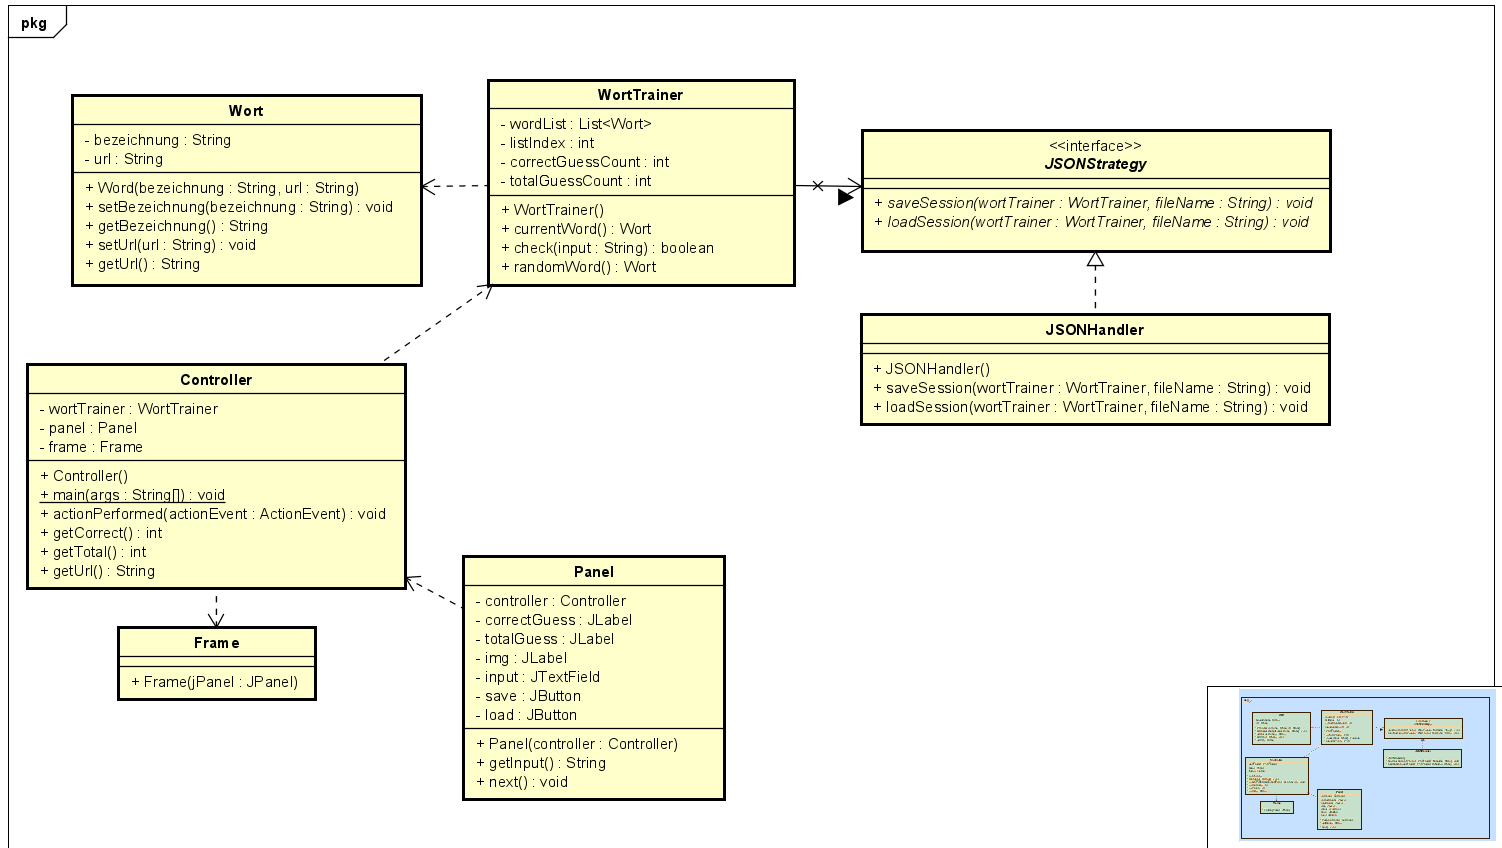 pkg
Wort
- bezeichnung : String
- url : String
+ Word(bezeichnung : String, url : String)
+ setBezeichnung(bezeichnung : String) : void
+ getBezeichnung() : String
+ setUrl(url : String) : void
+ getUrl() : String
WortTrainer
- wordList : List<Wort>
- listIndex : int
- correctGuessCount : int
- totalGuessCount : int
+ WortTrainer()
+ currentWord() : Wort
+ check(input : String) : boolean
+ randomWord() : Wort
<<interface>>
JSONStrategy
+ saveSession(wortTrainer : WortTrainer, fileName : String) : void
+ loadSession(wortTrainer : WortTrainer, fileName : String) : void
JSONHandler
+ JSONHandler()
+ saveSession(wortTrainer : WortTrainer, fileName : String) : void
+ loadSession(wortTrainer : WortTrainer, fileName : String) : void
Controller
- wortTrainer : WortTrainer
- panel : Panel
- frame : Frame
+ Controller()
+ main(args : String[]) : void
+ actionPerformed(actionEvent : ActionEvent) : void
+ getCorrect() : int
+ getTotal() : int
+ getUrl() : String
Frame
+ Frame(jPanel : JPanel)
Panel
- controller : Controller
- correctGuess : JLabel
- totalGuess : JLabel
- img : JLabel
- input : JTextField
- save : JButton
- load : JButton
+ Panel(controller : Controller)
+ getInput() : String
+ next() : void